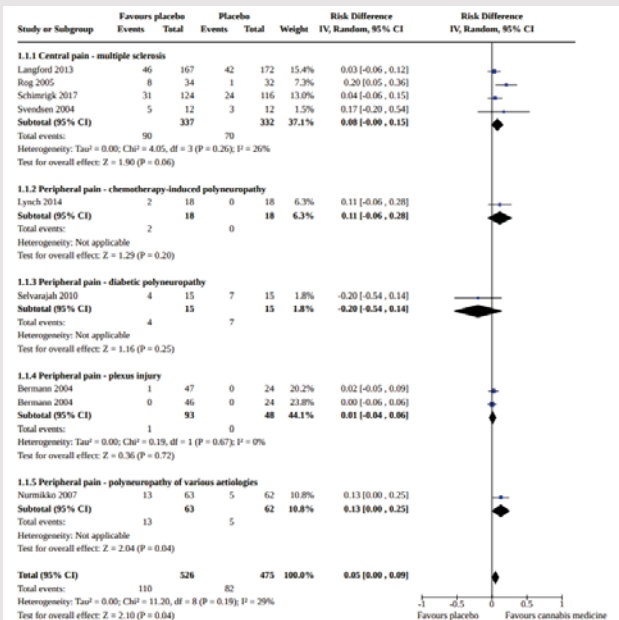 Favours placebo Placebo Risk Difference Risk Difference
Study or Subgroup Events Total Events Total Weight IV, Random, 95% CI IV, Random, 95% CI
1.1.1 Central pain - multiple sclerosis
Langford 2013 46 167 42 172 15.4% 0.03 [-0.06 , 0.12]
Rog 2005 8 34 1 32 7.3% 0.20 [0.05 , 0.36]
Schimrigk 2017 31 124 24 116 13.0% 0.04 [-0.06 , 0.15]
Svendsen 2004 5 12 3 12 1.5% 0.17 [-0.20 , 0.54]
Subtotal (95% CI) 337 332 37.1% 0.08 [-0.00 , 0.15]
Total events: 90 70
Heterogeneity: Tau² = 0.00; Chi² = 4.05, df = 3 (P = 0.26); I² = 26%
Test for overall effect: Z = 1.90 (P = 0.06)
1.1.2 Peripheral pain - chemotherapy-induced polyneuropathy
Lynch 2014 2 18 0 18 6.3% 0.11 [-0.06 , 0.28]
Subtotal (95% CI) 18 18 6.3% 0.11 [-0.06 , 0.28]
Total events: 2 0
Heterogeneity: Not applicable
Test for overall effect: Z = 1.29 (P = 0.20)
1.1.3 Peripheral pain - diabetic polyneuropathy
Selvarajah 2010 4 15 7 15 1.8% -0.20 [-0.54 , 0.14]
Subtotal (95% CI) 15 15 1.8% -0.20 [-0.54 , 0.14]
Total events: 4 7
Heterogeneity: Not applicable
Test for overall effect: Z = 1.16 (P = 0.25)
1.1.4 Peripheral pain - plexus injury
Bermann 2004 1 47 0 24 20.2% 0.02 [-0.05 , 0.09]
Bermann 2004 0 46 0 24 23.8% 0.00 [-0.06 , 0.06]
Subtotal (95% CI) 93 48 44.1% 0.01 [-0.04 , 0.06]
Total events: 1 0
Heterogeneity: Tau² = 0.00; Chi² = 0.19, df = 1 (P = 0.67); I² = 0%
Test for overall effect: Z = 0.36 (P = 0.72)
1.1.5 Peripheral pain - polyneuropathy of various aetiologies
Nurmikko 2007 13 63 5 62 10.8% 0.13 [0.00 , 0.25]
Subtotal (95% CI) 63 62 10.8% 0.13 [0.00 , 0.25]
Total events: 13 5
Heterogeneity: Not applicable
Test for overall effect: Z = 2.04 (P = 0.04)
Total (95% CI) 526 475 100.0% 0.05 [0.00 , 0.09]
Total events: 110 82
Heterogeneity: Tau² = 0.00; Chi² = 11.20, df = 8 (P = 0.19); I² = 29%
Test for overall effect: Z = 2.10 (P = 0.04)
-1 -0.5 0 0.5 1
Favours placebo Favours cannabis medicine